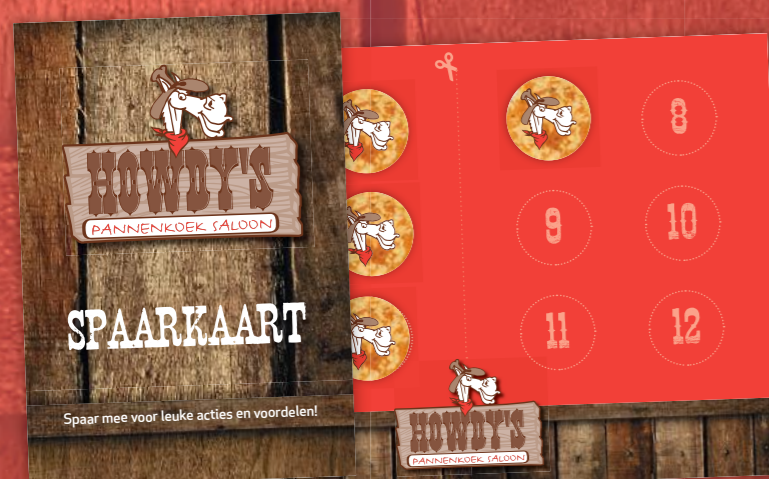 HOWDY'S
PANNENKOEK SALOON
SPAARKAART
Spaar mee voor leuke acties en voordelen!
8
9 10
11 12
HOWDY'S
PANNENKOEK SALOON